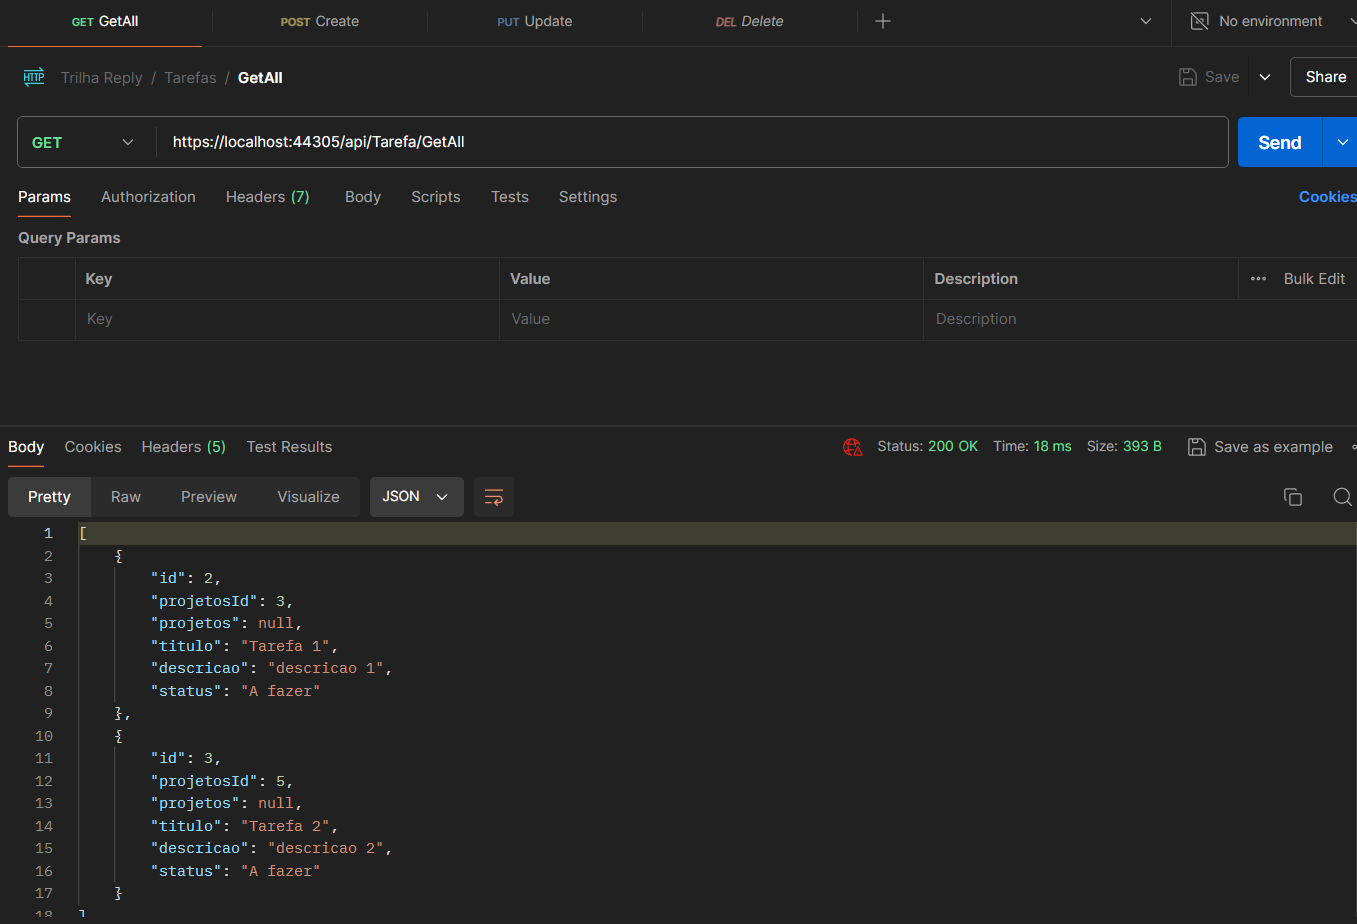 GET GetAll POST Create PUT Update DEL Delete No environment
HTTP Trilha Reply / Tarefas / GetAll Save Share
GET https://localhost:44305/api/Tarefa/GetAll Send
Params Authorization Headers (7) Body Scripts Tests Settings Cookies
Query Params
Key Value Description ••• Bulk Edit
Key Value Description
Body Cookies Headers (5) Test Results Status: 200 OK Time: 18 ms Size: 393 B Save as example
Pretty Raw Preview Visualize JSON
1 [
2 {
3 "id": 2,
4 "projetosId": 3,
5 "projetos": null,
6 "titulo": "Tarefa 1",
7 "descricao": "descricao 1",
8 "status": "A fazer"
9 },
10 {
11 "id": 3,
12 "projetosId": 5,
13 "projetos": null,
14 "titulo": "Tarefa 2",
15 "descricao": "descricao 2",
16 "status": "A fazer"
17 }
18 ]